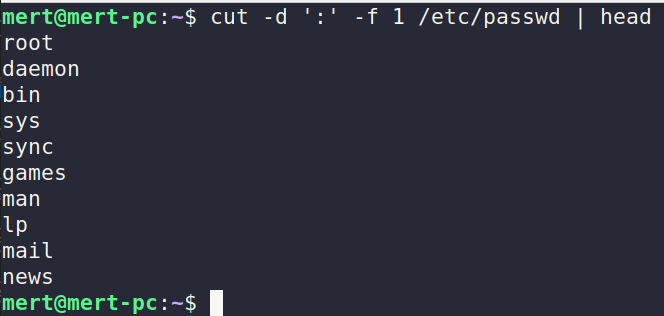 mert@mert-pc:~$ cut -d ':' -f 1 /etc/passwd | head
root
daemon
bin
sys
sync
games
man
lp
mail
news
mert@mert-pc:~$